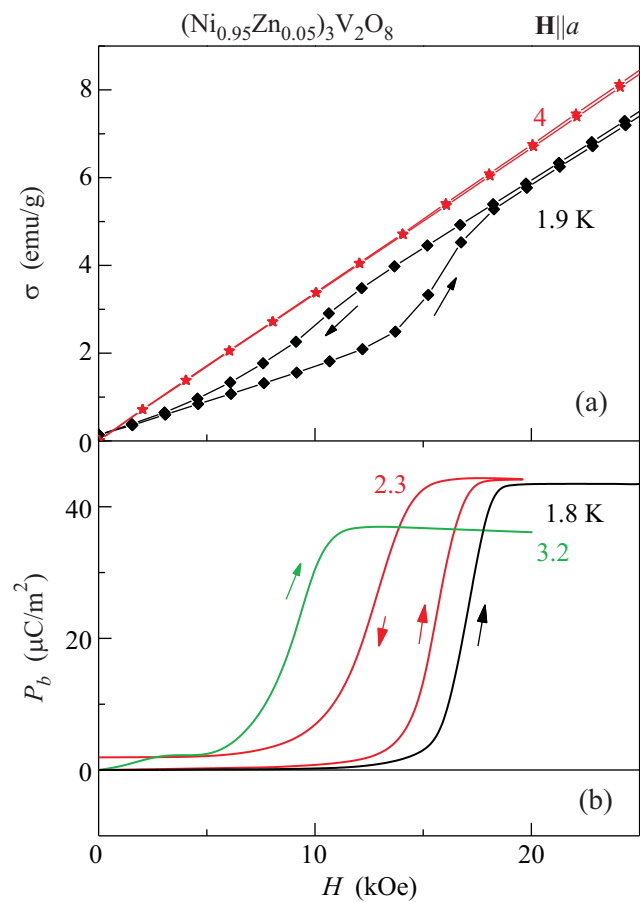 (Ni0.95Zn0.05)3V2O8 H||a
8
6
4
2
0
σ (emu/g)
4
1.9 K
(a)
40
20
0
Pb (μC/m2)
2.3
1.8 K
3.2
(b)
0 10 20
H (kOe)